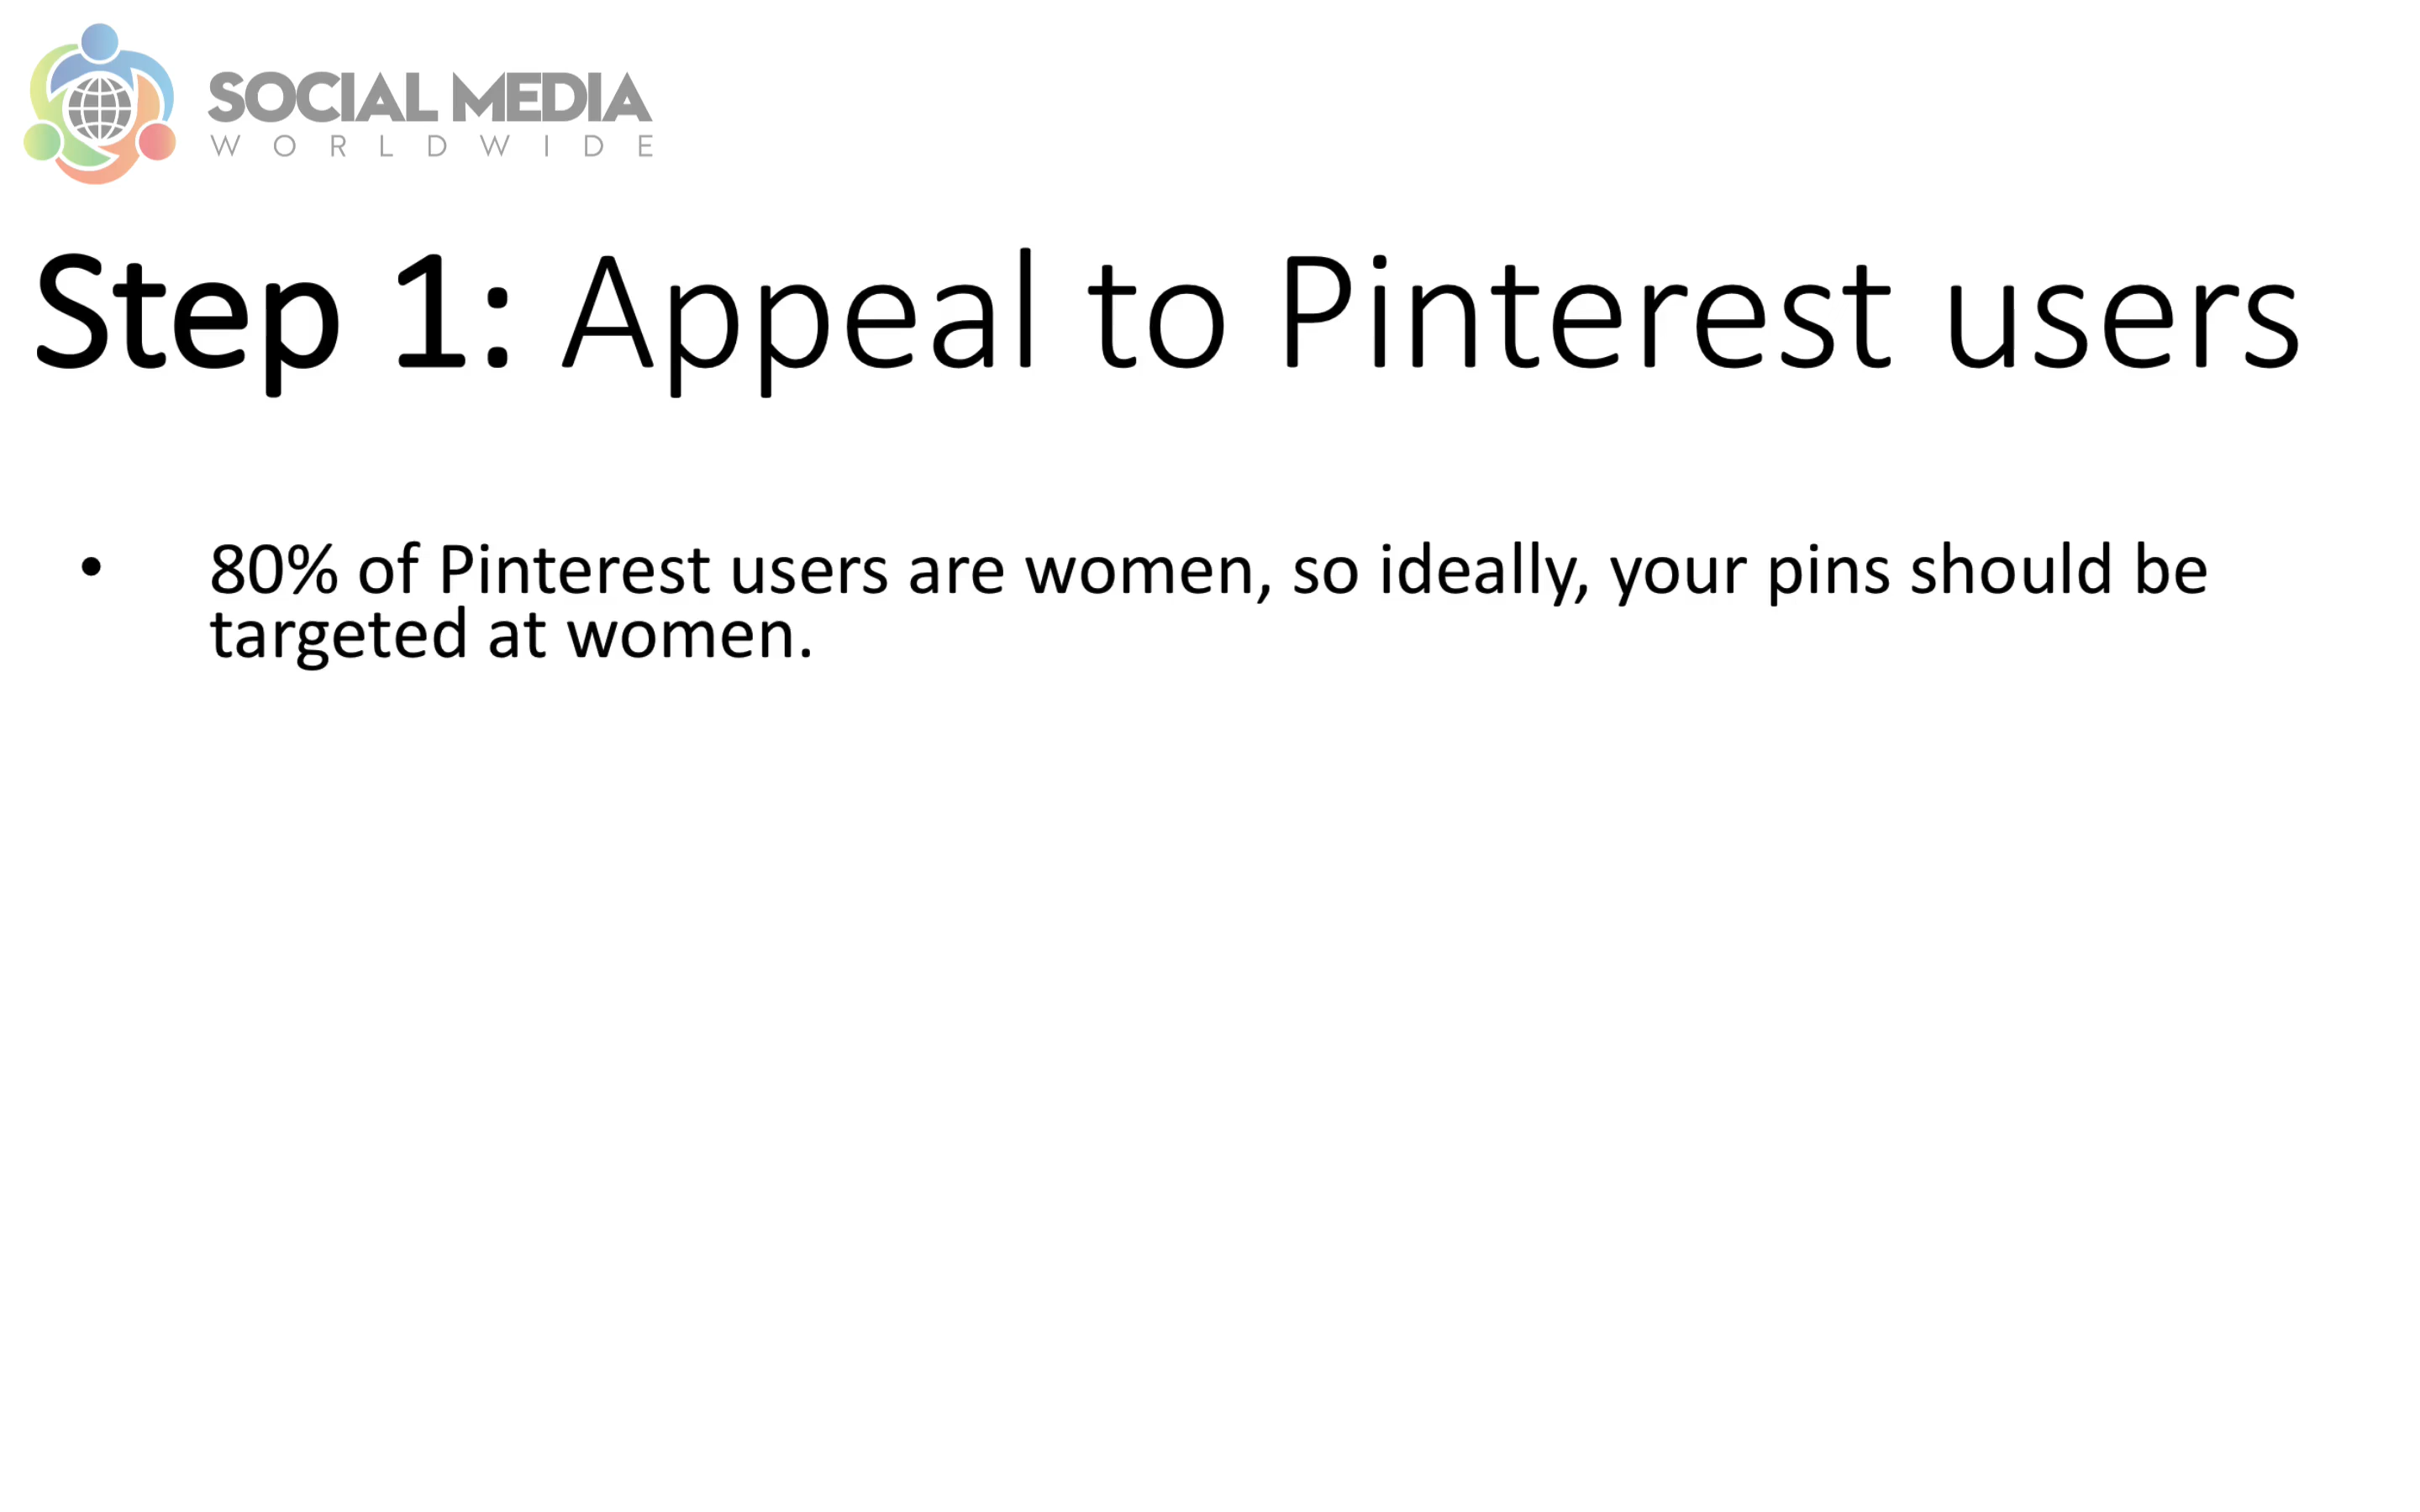 SOCIAL MEDIA
WORLDWIDE
Step 1: Appeal to Pinterest users
• 80% of Pinterest users are women, so ideally, your pins should be
targeted at women.